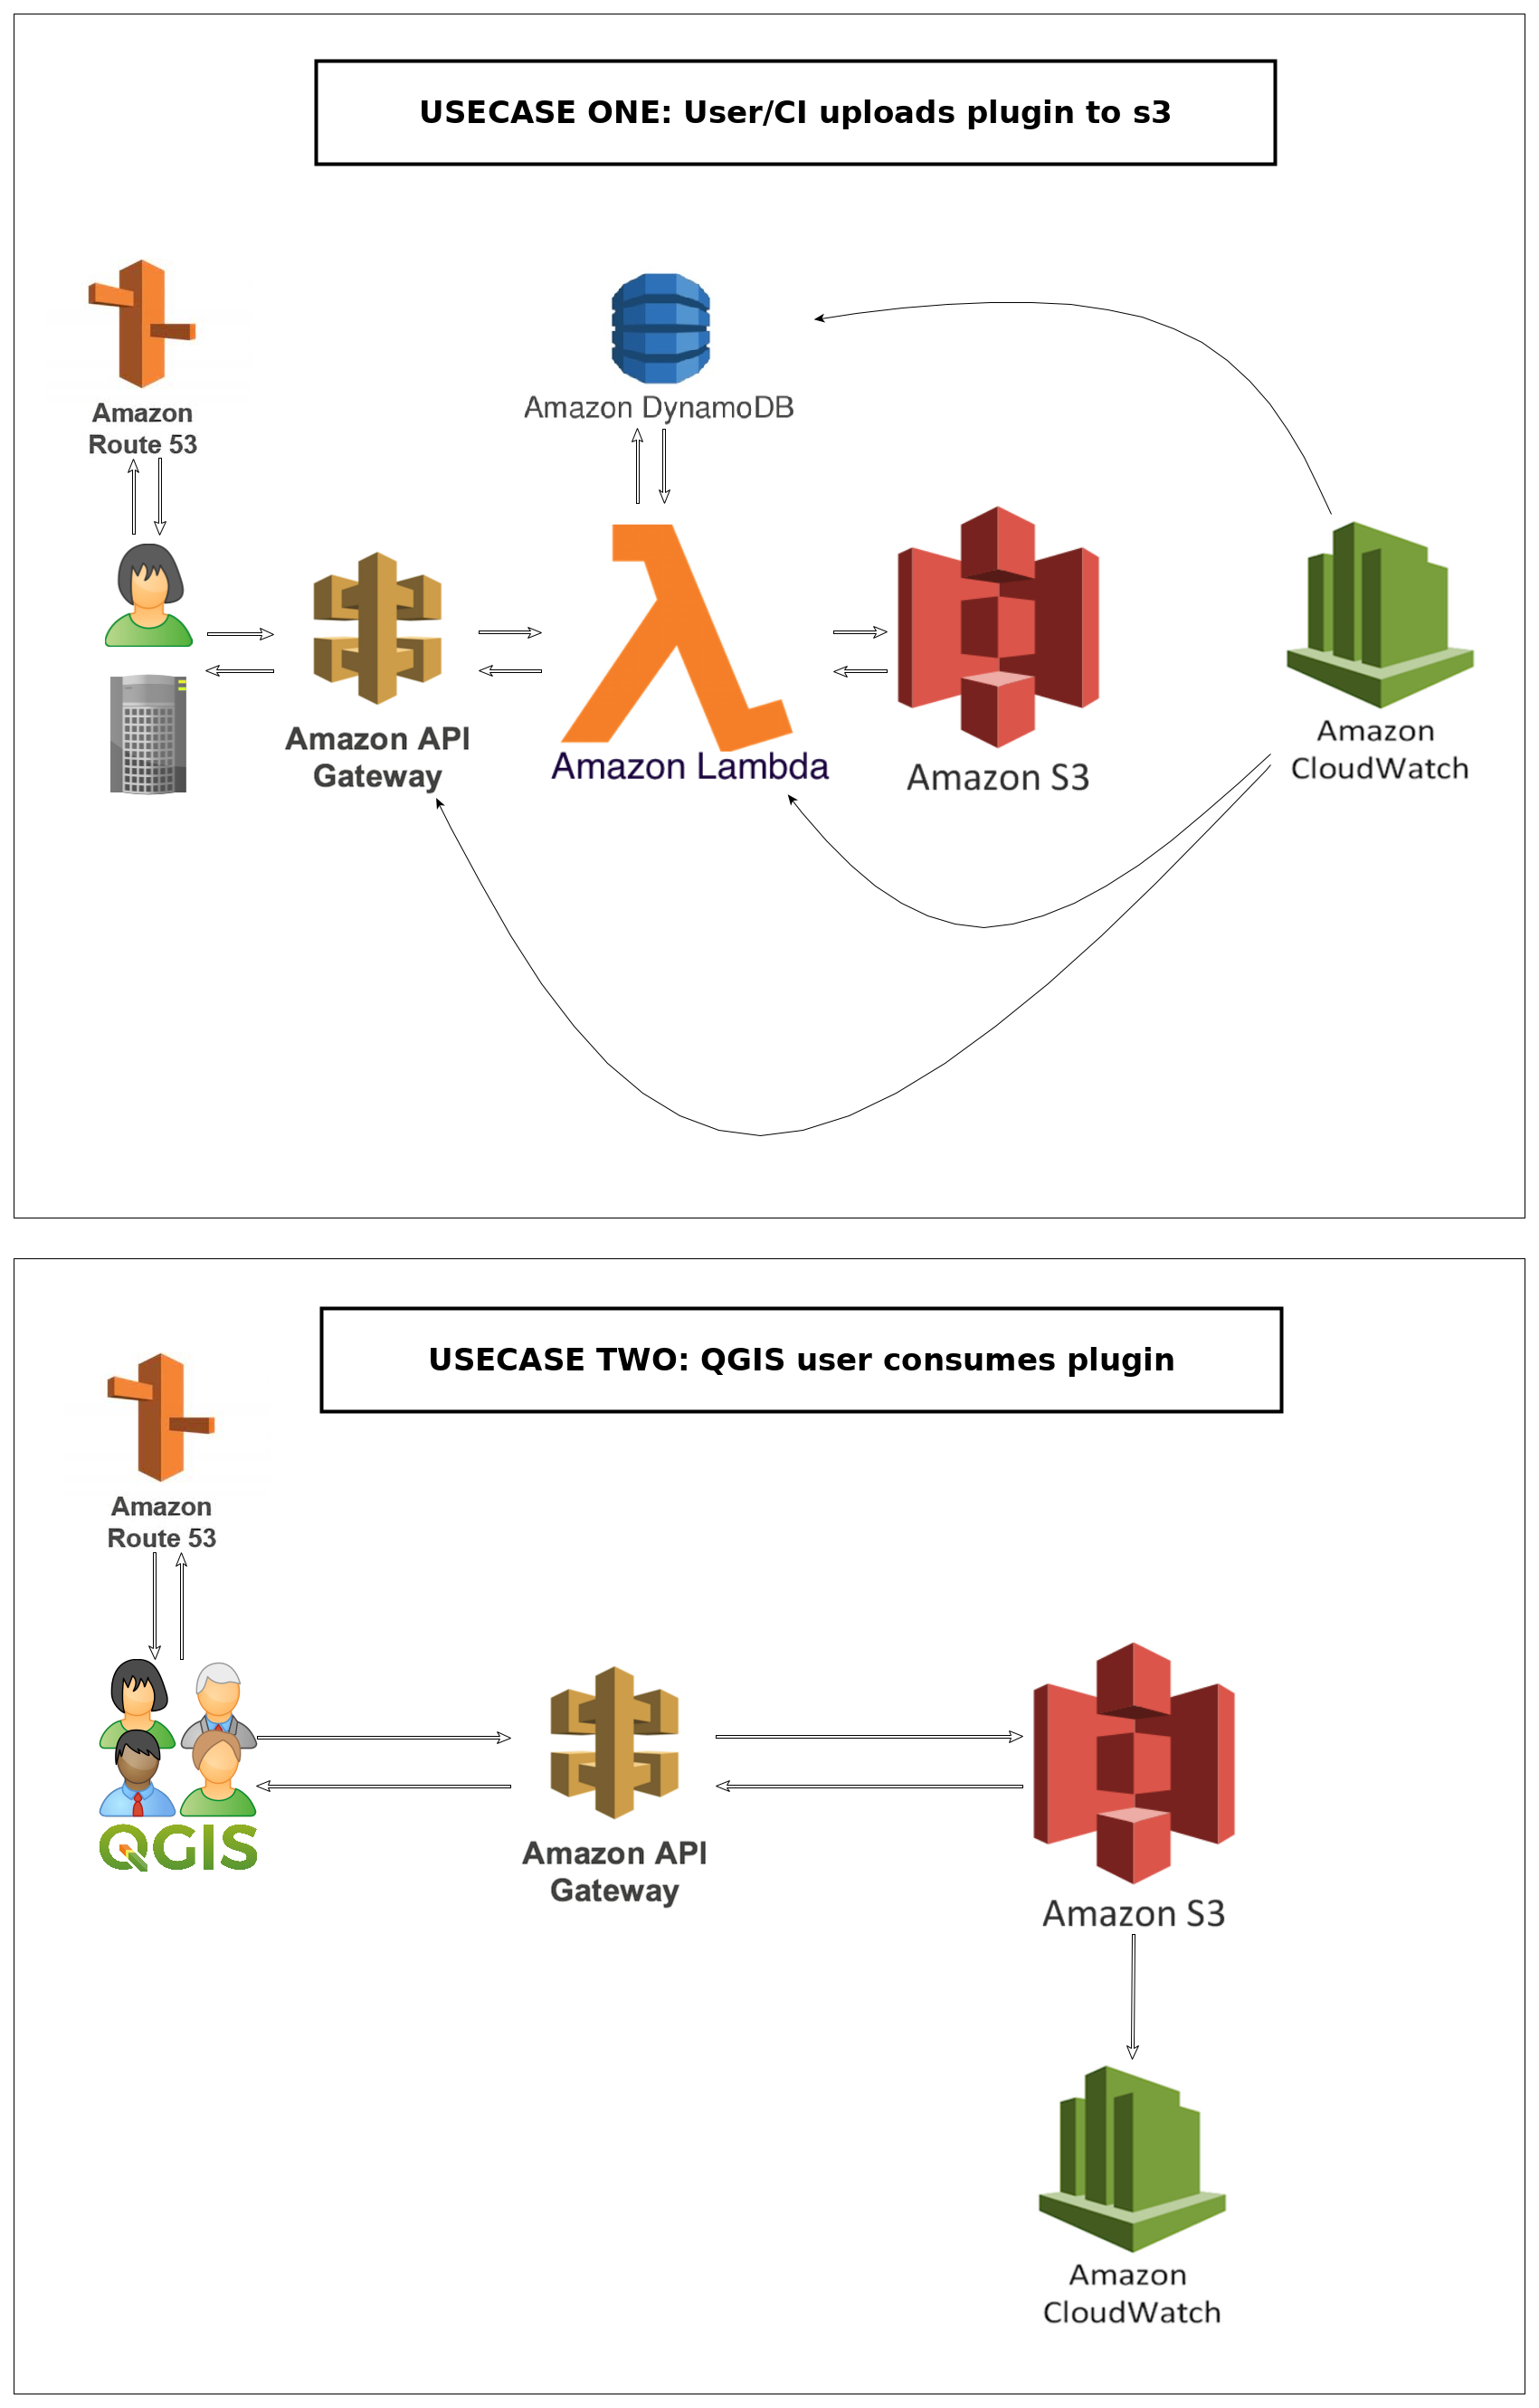 USECASE ONE: User/CI uploads plugin to s3
Amazon
Route 53
Amazon DynamoDB
Amazon API
Gateway
Amazon Lambda
Amazon S3
Amazon
CloudWatch
USECASE TWO: QGIS user consumes plugin
Amazon
Route 53
QGIS
Amazon API
Gateway
Amazon S3
Amazon
CloudWatch